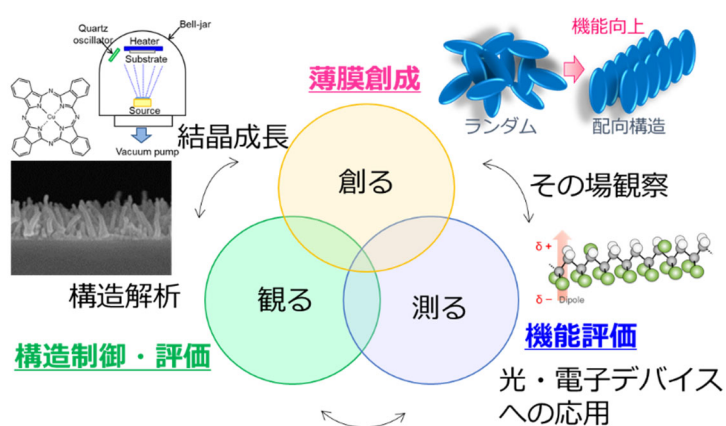 Quartz
oscillator
Bell-jar
Heater
Substrate
Source
Vacuum pump
Cu
N
N
N
N
N
N
N
N
薄膜創成
機能向上
ランダム
配向構造
結晶成長
創る
その場観察
構造解析
観る
測る
δ +
δ −
Dipole
構造制御・評価
機能評価
光・電子デバイス
への応用